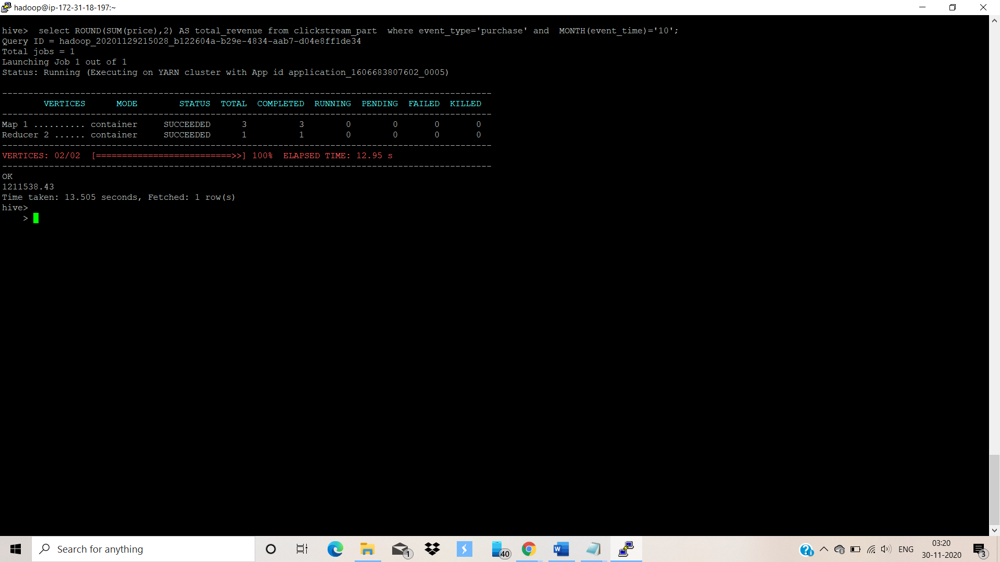 hadoop@ip-172-31-18-197:~
hive>  select ROUND(SUM(price),2) AS total_revenue from clickstream_part  where event_type='purchase' and  MONTH(event_time)='10';
Query ID = hadoop_20201129215028_b122604a-b29e-4834-aab7-d04e8ff1de34
Total jobs = 1
Launching Job 1 out of 1
Status: Running (Executing on YARN cluster with App id application_1606683807602_0005)
----------------------------------------------------------------------------------------------
        VERTICES      MODE        STATUS  TOTAL  COMPLETED  RUNNING  PENDING  FAILED  KILLED
----------------------------------------------------------------------------------------------
Map 1 .......... container     SUCCEEDED      3          3        0        0       0       0
Reducer 2 ...... container     SUCCEEDED      1          1        0        0       0       0
----------------------------------------------------------------------------------------------
VERTICES: 02/02  [==========================>>] 100%  ELAPSED TIME: 12.95 s
----------------------------------------------------------------------------------------------
OK
1211538.43
Time taken: 13.505 seconds, Fetched: 1 row(s)
hive>
    >
Search for anything
1
40
W
ENG
03:20
30-11-2020
3